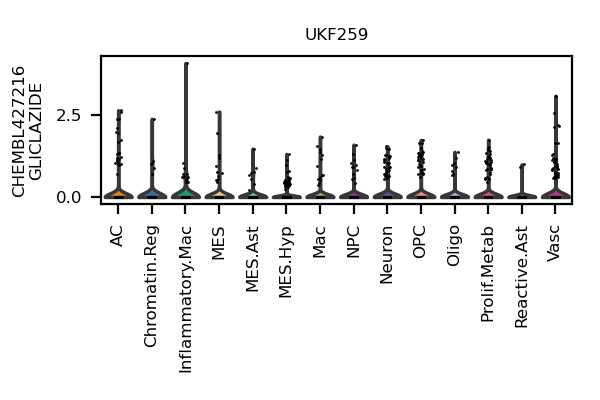 UKF259
CHEMBL427216
GLICLAZIDE
2.5
0.0
AC
Chromatin.Reg
Inflammatory.Mac
MES
MES.Ast
MES.Hyp
Mac
NPC
Neuron
OPC
Oligo
Prolif.Metab
Reactive.Ast
Vasc